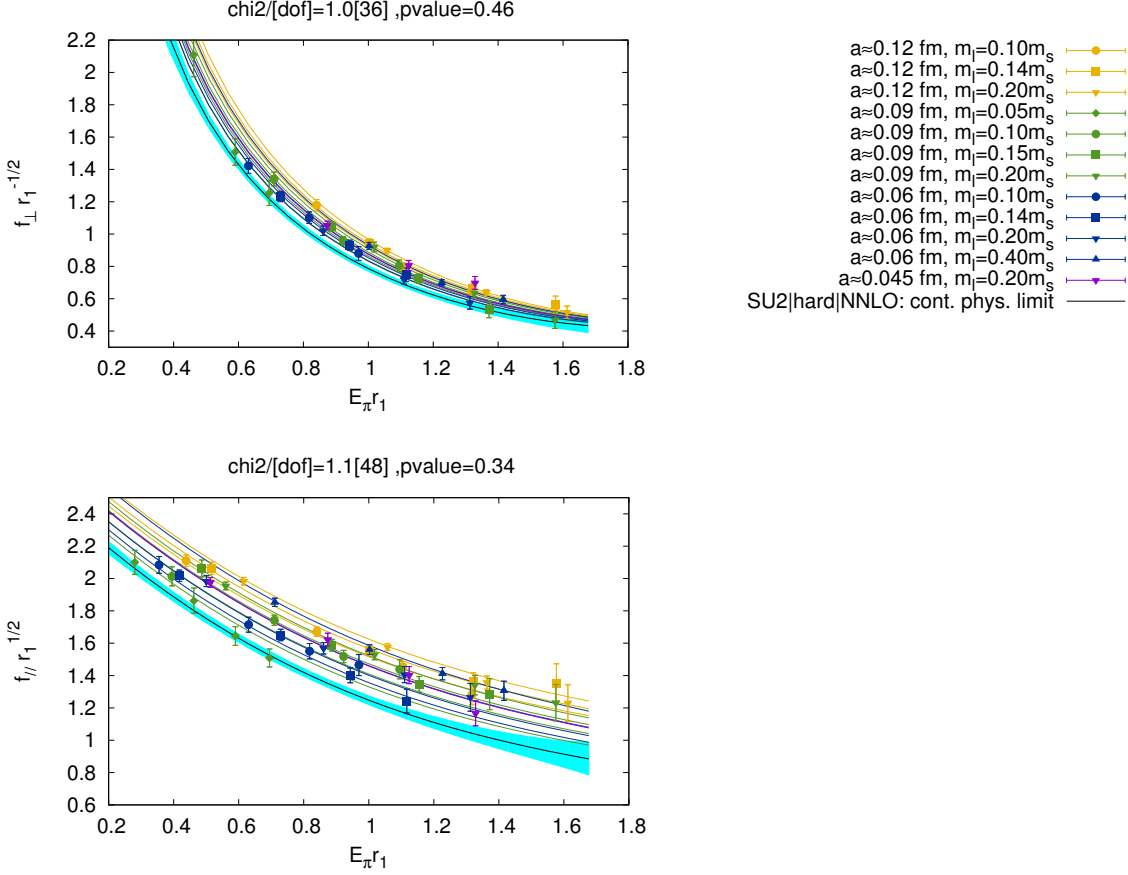 chi2/[dof]=1.0[36] ,pvalue=0.46
f⊥ r1^-1/2
2.2
2
1.8
1.6
1.4
1.2
1
0.8
0.6
0.4
0.2 0.4 0.6 0.8 1 1.2 1.4 1.6 1.8
Eπr1
a≈0.12 fm, ml=0.10ms
a≈0.12 fm, ml=0.14ms
a≈0.12 fm, ml=0.20ms
a≈0.09 fm, ml=0.05ms
a≈0.09 fm, ml=0.10ms
a≈0.09 fm, ml=0.15ms
a≈0.09 fm, ml=0.20ms
a≈0.06 fm, ml=0.10ms
a≈0.06 fm, ml=0.14ms
a≈0.06 fm, ml=0.20ms
a≈0.06 fm, ml=0.40ms
a≈0.045 fm, ml=0.20ms
SU2|hard|NNLO: cont. phys. limit
chi2/[dof]=1.1[48] ,pvalue=0.34
f// r1^1/2
2.4
2.2
2
1.8
1.6
1.4
1.2
1
0.8
0.6
0.2 0.4 0.6 0.8 1 1.2 1.4 1.6 1.8
Eπr1